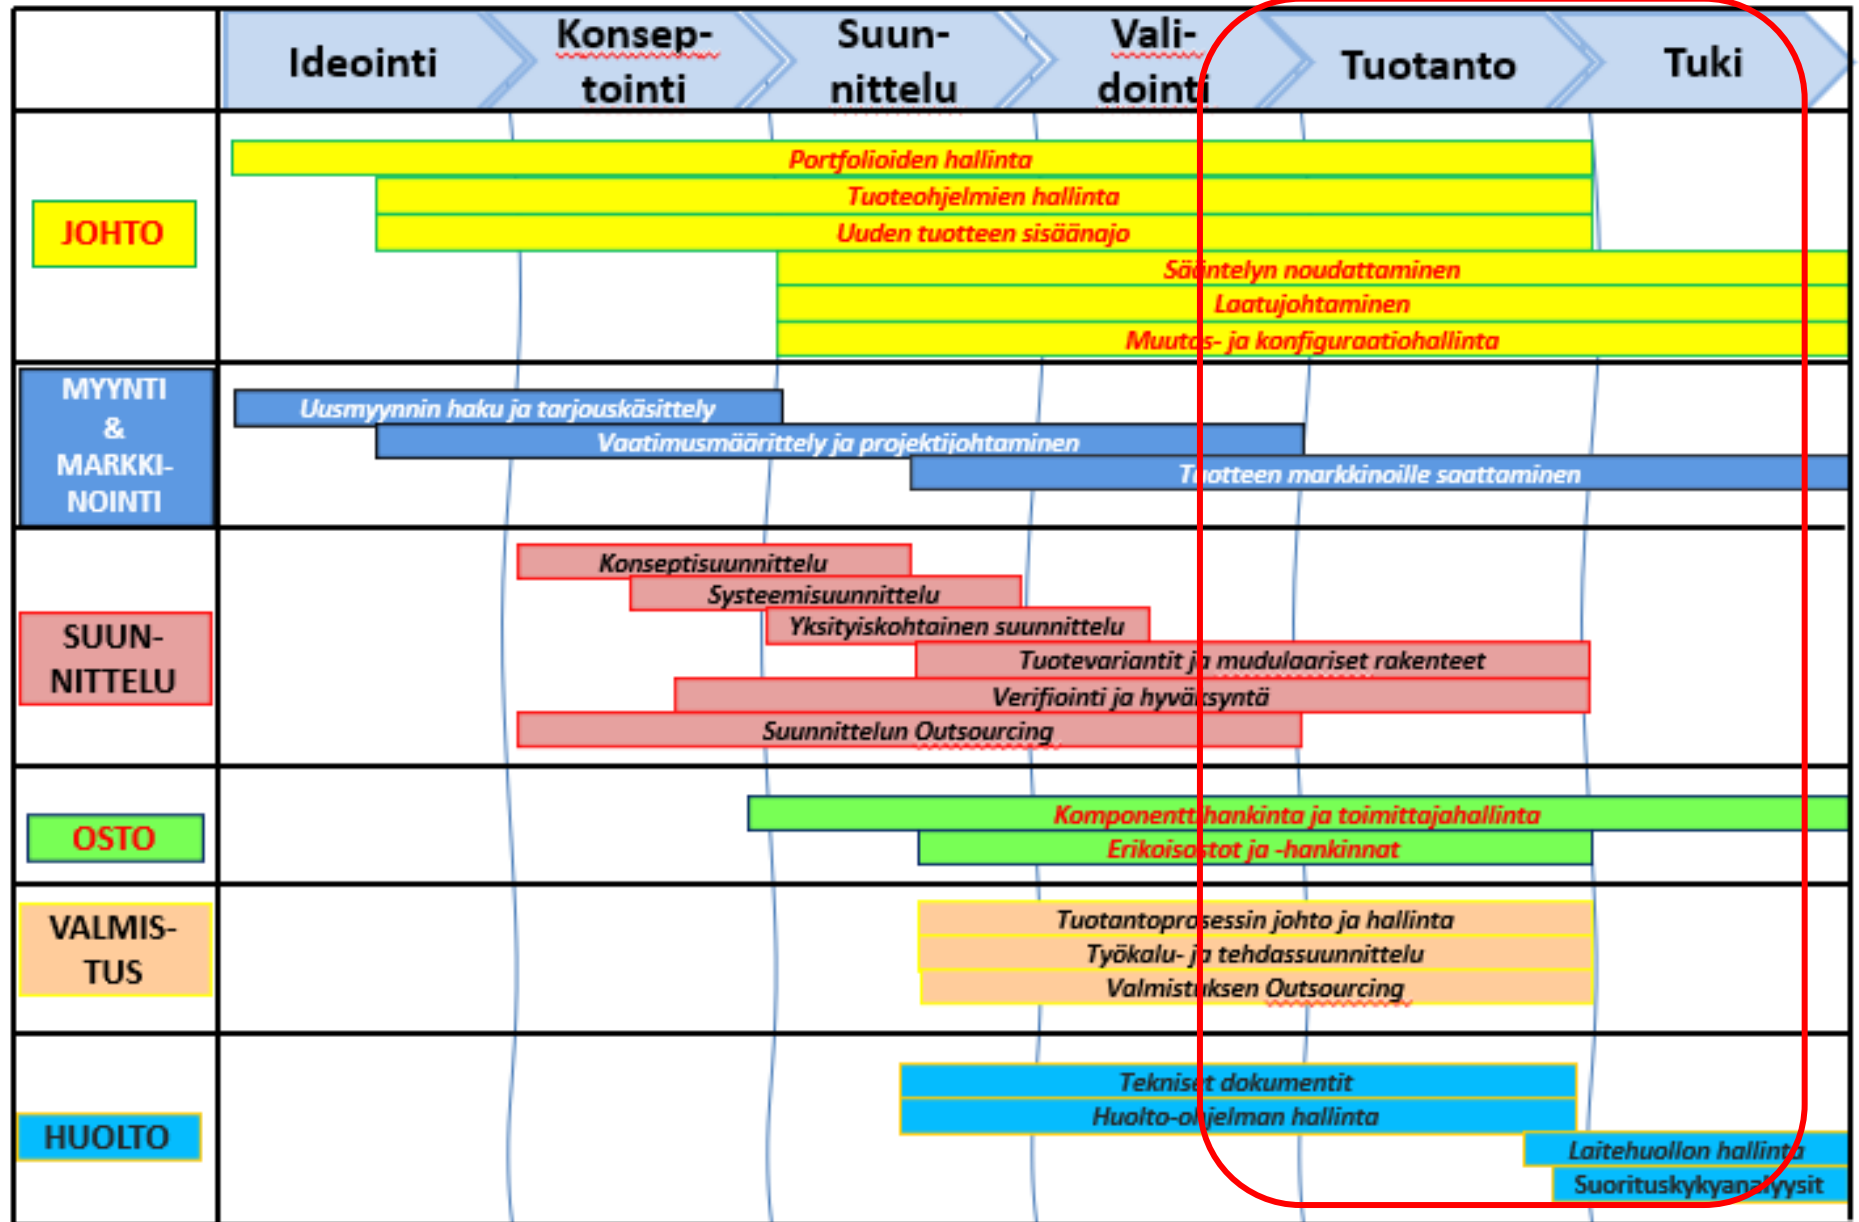 Ideointi
Konsep-
tointi
Suun-
nittelu
Vali-
dointi
Tuotanto
Tuki
JOHTO
Portfolioiden hallinta
Tuoteohjelmien hallinta
Uuden tuotteen sisäänajo
Sääntelyn noudattaminen
Laatujohtaminen
Muutos- ja konfiguraatiohallinta
MYYNTI
&
MARKKI-
NOINTI
Uusmyynnin haku ja tarjouskäsittely
Vaatimusmäärittely ja projektijohtaminen
Tuotteen markkinoille saattaminen
SUUN-
NITTELU
Konseptisuunnittelu
Systeemisuunnittelu
Yksityiskohtainen suunnittelu
Tuotevariantit ja mudulaariset rakenteet
Verifiointi ja hyväksyntä
Suunnittelun Outsourcing
OSTO
Komponenttihankinta ja toimittajahallinta
Erikoisostot ja -hankinnat
VALMIS-
TUS
Tuotantoprosessin johto ja hallinta
Työkalu- ja tehdassuunnittelu
Valmistuksen Outsourcing
HUOLTO
Tekniset dokumentit
Huolto-ohjelman hallinta
Laitehuollon hallinta
Suorituskykyanalyysit